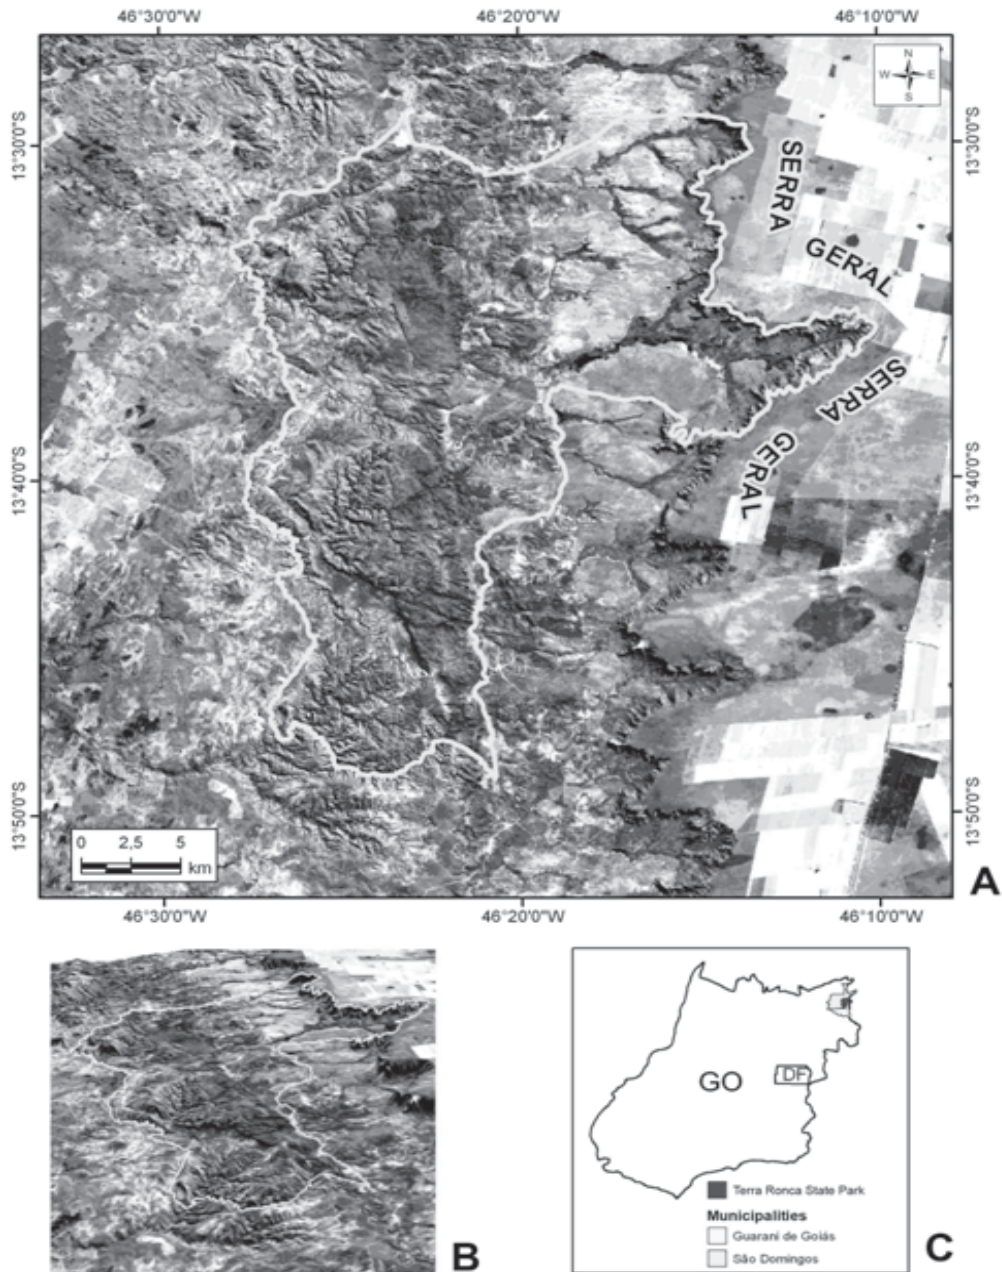 46°30'0"W 46°20'0"W 46°10'0"W
N
W E
S
13°30'0"S 13°30'0"S
SERRA
GERAL
SERRA
GERAL
13°40'0"S 13°40'0"S
13°50'0"S 13°50'0"S
0 2,5 5
km
A
46°30'0"W 46°20'0"W 46°10'0"W
GO
DF
Terra Ronca State Park
Municipalities
Guarani de Goiás
São Domingos
B
C